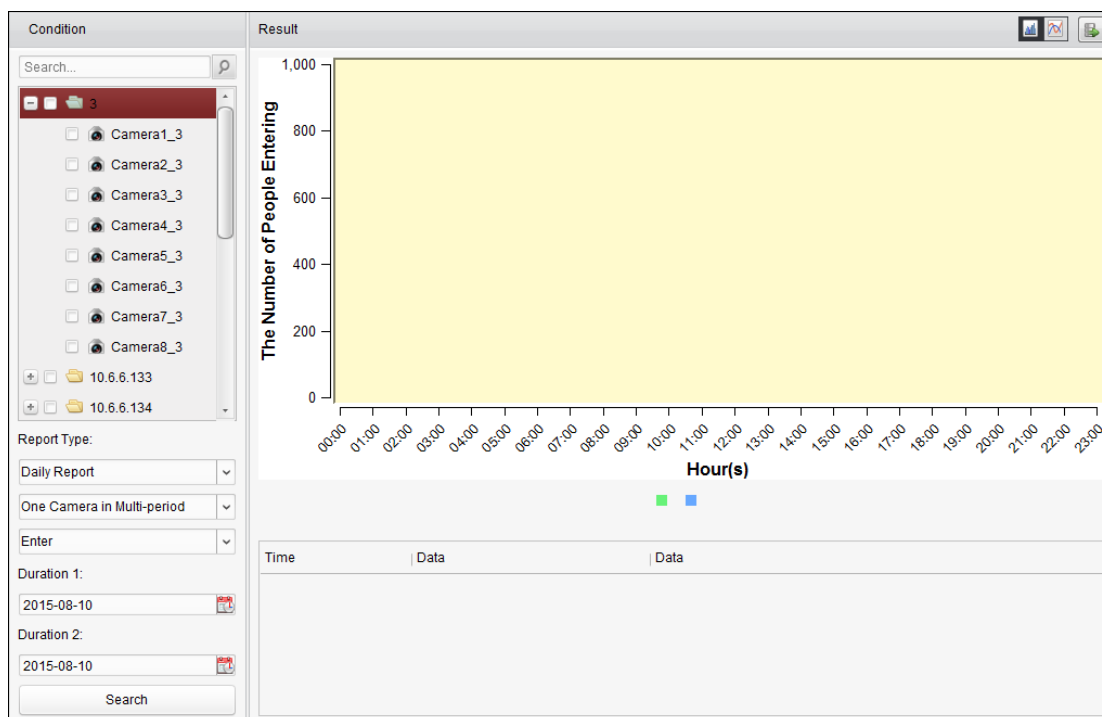 Condition
Search...
3
Camera1_3
Camera2_3
Camera3_3
Camera4_3
Camera5_3
Camera6_3
Camera7_3
Camera8_3
10.6.6.133
10.6.6.134
Report Type:
Daily Report
One Camera in Multi-period
Enter
Duration 1:
2015-08-10
Duration 2:
2015-08-10
Search
Result
The Number of People Entering
1,000
800
600
400
200
0
00:00 01:00 02:00 03:00 04:00 05:00 06:00 07:00 08:00 09:00 10:00 11:00 12:00 13:00 14:00 15:00 16:00 17:00 18:00 19:00 20:00 21:00 22:00 23:00
Hour(s)
Time Data Data